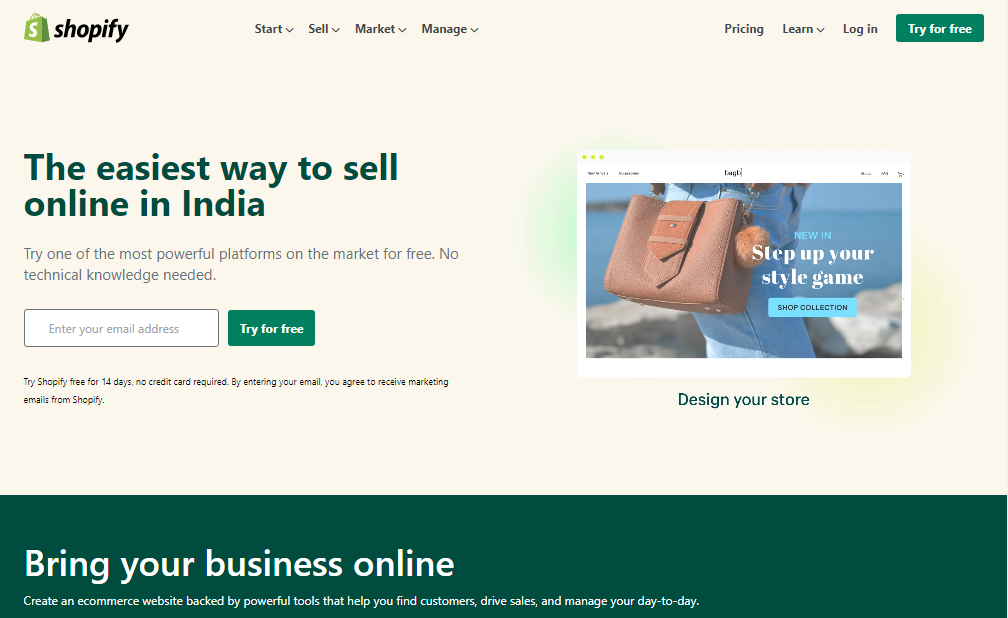 shopify
Start Sell Market Manage Pricing Learn Log in Try for free
The easiest way to sell
online in India
Try one of the most powerful platforms on the market for free. No
technical knowledge needed.
Enter your email address Try for free
Try Shopify free for 14 days, no credit card required. By entering your email, you agree to receive marketing
emails from Shopify.
New Arrivals Accessories bagb About FAQ
NEW IN
Step up your
style game
SHOP COLLECTION
Design your store
Bring your business online
Create an ecommerce website backed by powerful tools that help you find customers, drive sales, and manage your day-to-day.